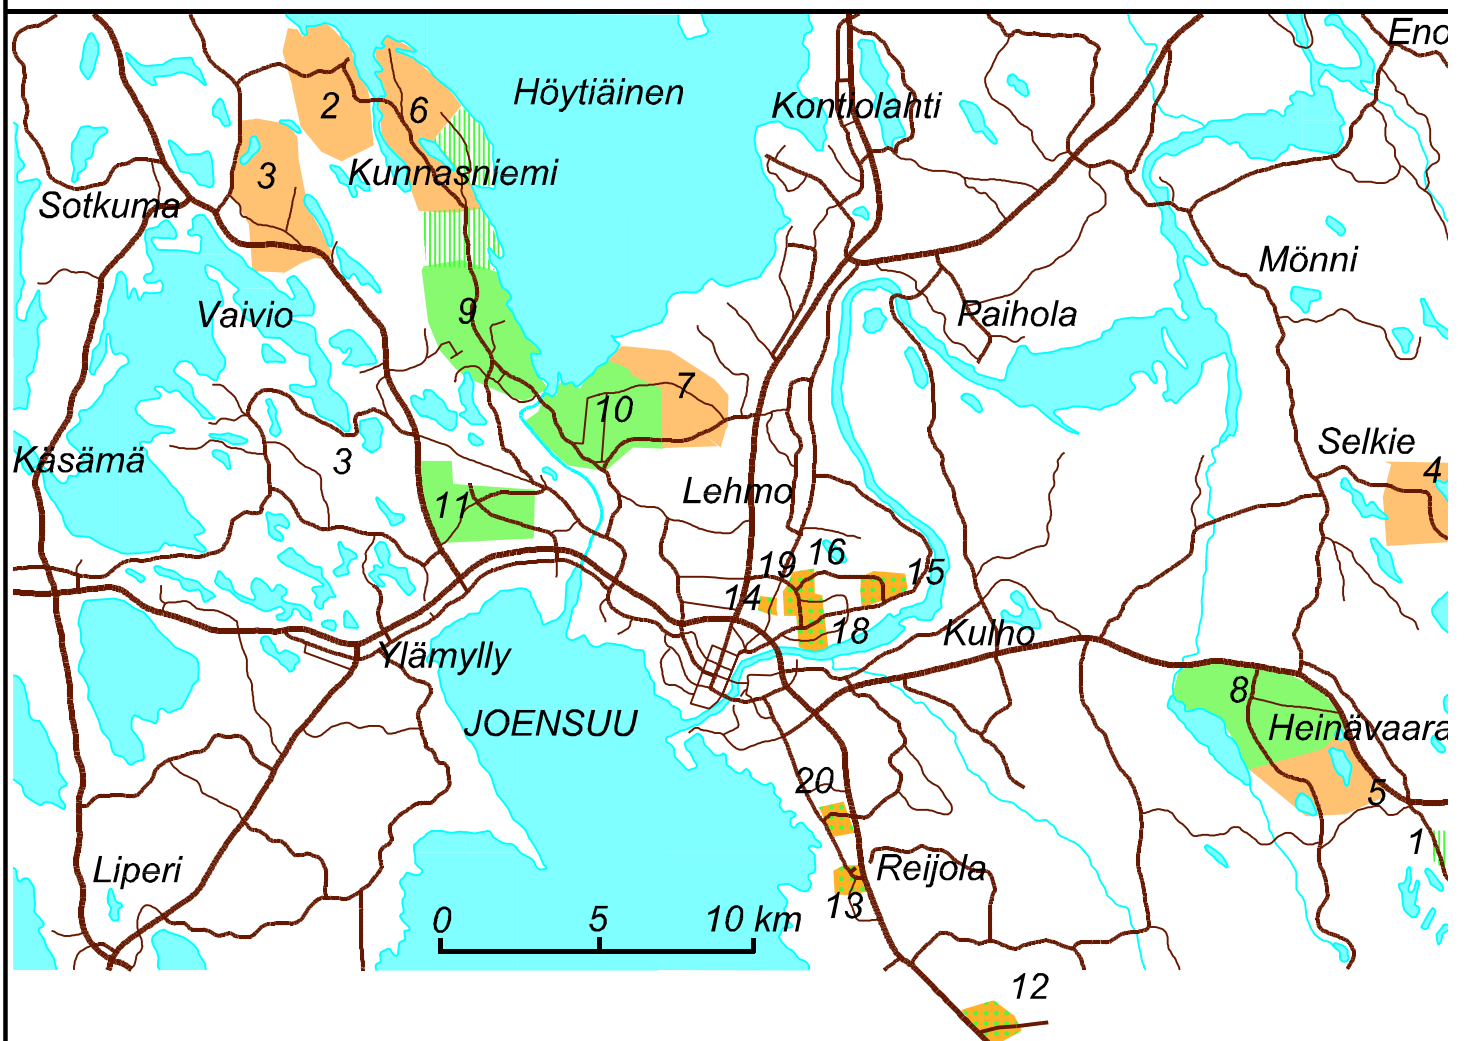 Eno
Höytiäinen
2
6
Kontiolahti
3
Kunnasniemi
Sotkuma
Mönni
Vaivio
9
Paihola
7
10
Käsämä
3
Selkie
4
Lehmo
11
19
16
15
14
18
Kulho
Ylämylly
8
JOENSUU
Heinävaara
20
5
1
Liperi
Reijola
13
0 5 10 km
12